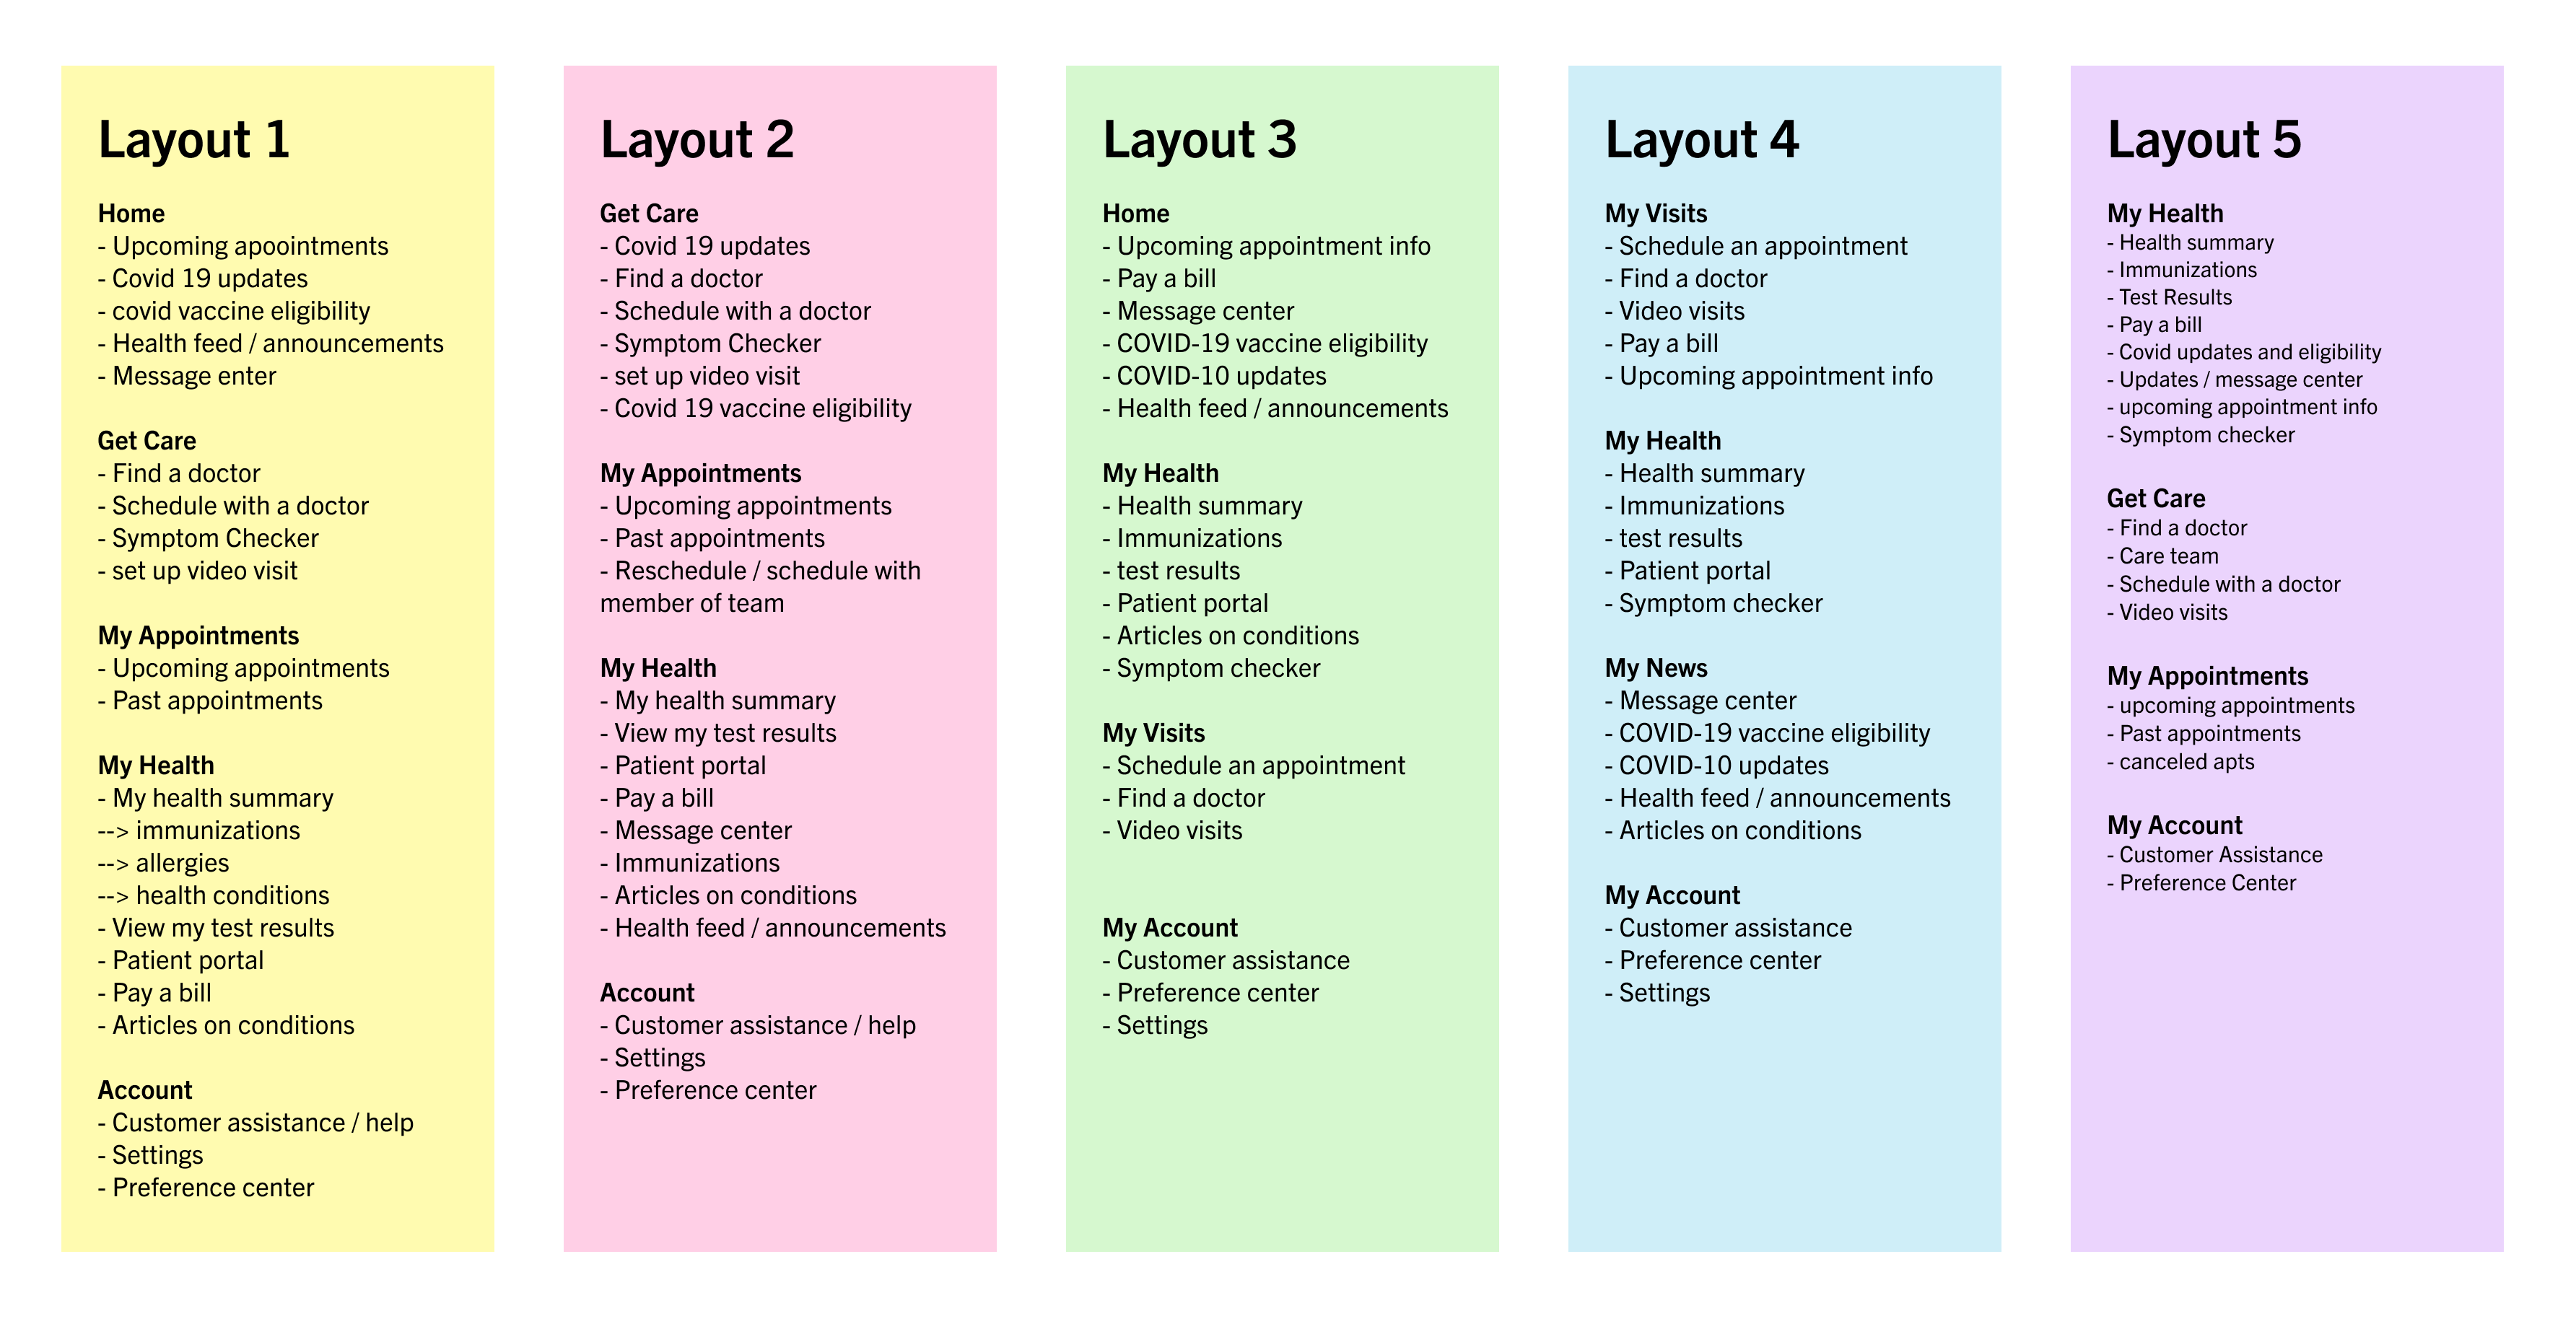 Layout 1
Home
- Upcoming apoointments
- Covid 19 updates
- covid vaccine eligibility
- Health feed / announcements
- Message enter
Get Care
- Find a doctor
- Schedule with a doctor
- Symptom Checker
- set up video visit
My Appointments
- Upcoming appointments
- Past appointments
My Health
- My health summary
--> immunizations
--> allergies
--> health conditions
- View my test results
- Patient portal
- Pay a bill
- Articles on conditions
Account
- Customer assistance / help
- Settings
- Preference center
Layout 2
Get Care
- Covid 19 updates
- Find a doctor
- Schedule with a doctor
- Symptom Checker
- set up video visit
- Covid 19 vaccine eligibility
My Appointments
- Upcoming appointments
- Past appointments
- Reschedule / schedule with
member of team
My Health
- My health summary
- View my test results
- Patient portal
- Pay a bill
- Message center
- Immunizations
- Articles on conditions
- Health feed / announcements
Account
- Customer assistance / help
- Settings
- Preference center
Layout 3
Home
- Upcoming appointment info
- Pay a bill
- Message center
- COVID-19 vaccine eligibility
- COVID-10 updates
- Health feed / announcements
My Health
- Health summary
- Immunizations
- test results
- Patient portal
- Articles on conditions
- Symptom checker
My Visits
- Schedule an appointment
- Find a doctor
- Video visits
My Account
- Customer assistance
- Preference center
- Settings
Layout 4
My Visits
- Schedule an appointment
- Find a doctor
- Video visits
- Pay a bill
- Upcoming appointment info
My Health
- Health summary
- Immunizations
- test results
- Patient portal
- Symptom checker
My News
- Message center
- COVID-19 vaccine eligibility
- COVID-10 updates
- Health feed / announcements
- Articles on conditions
My Account
- Customer assistance
- Preference center
- Settings
Layout 5
My Health
- Health summary
- Immunizations
- Test Results
- Pay a bill
- Covid updates and eligibility
- Updates / message center
- upcoming appointment info
- Symptom checker
Get Care
- Find a doctor
- Care team
- Schedule with a doctor
- Video visits
My Appointments
- upcoming appointments
- Past appointments
- canceled apts
My Account
- Customer Assistance
- Preference Center